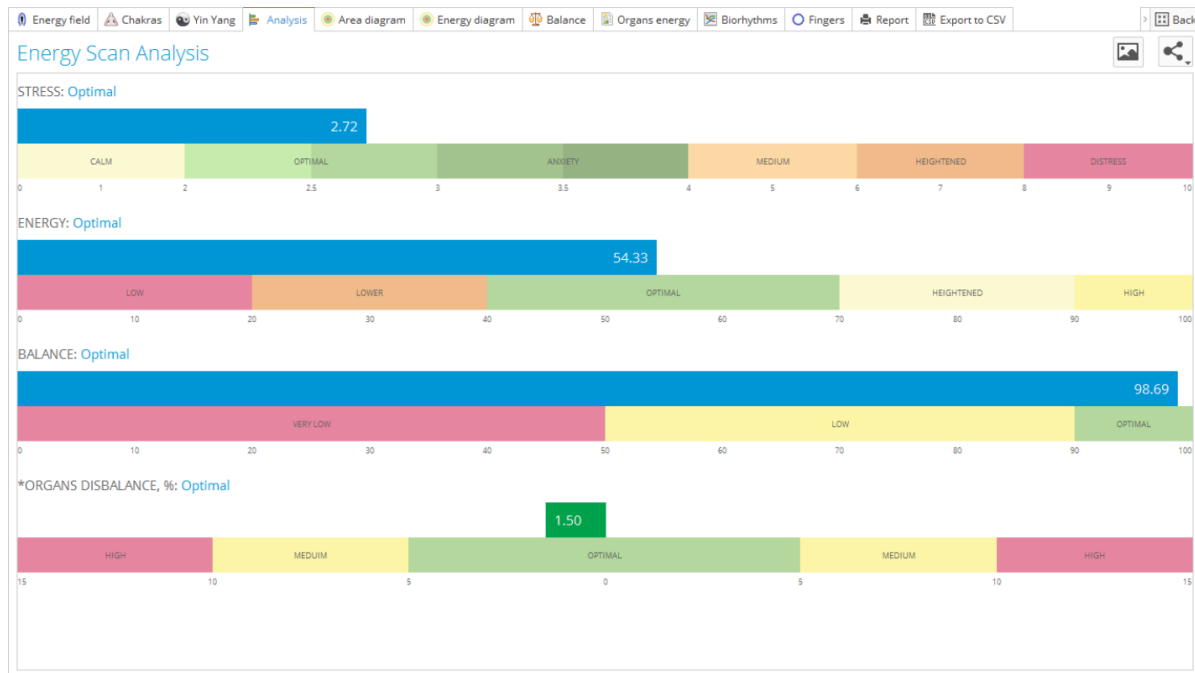 Energy field Chakras Yin Yang Analysis Area diagram Energy diagram Balance Organs energy Biorhythms Fingers Report Export to CSV Back
Energy Scan Analysis
STRESS: Optimal
2.72
CALM OPTIMAL ANXIETY MEDIUM HEIGHTENED DISTRESS
0 1 2 2.5 3 3.5 4 5 6 7 8 9 10
ENERGY: Optimal
54.33
LOW LOWER OPTIMAL HEIGHTENED HIGH
0 10 20 30 40 50 60 70 80 90 100
BALANCE: Optimal
98.69
VERY LOW LOW OPTIMAL
0 10 20 30 40 50 60 70 80 90 100
*ORGANS DISBALANCE, %: Optimal
1.50
HIGH MEDUIM OPTIMAL MEDIUM HIGH
15 10 5 0 5 10 15